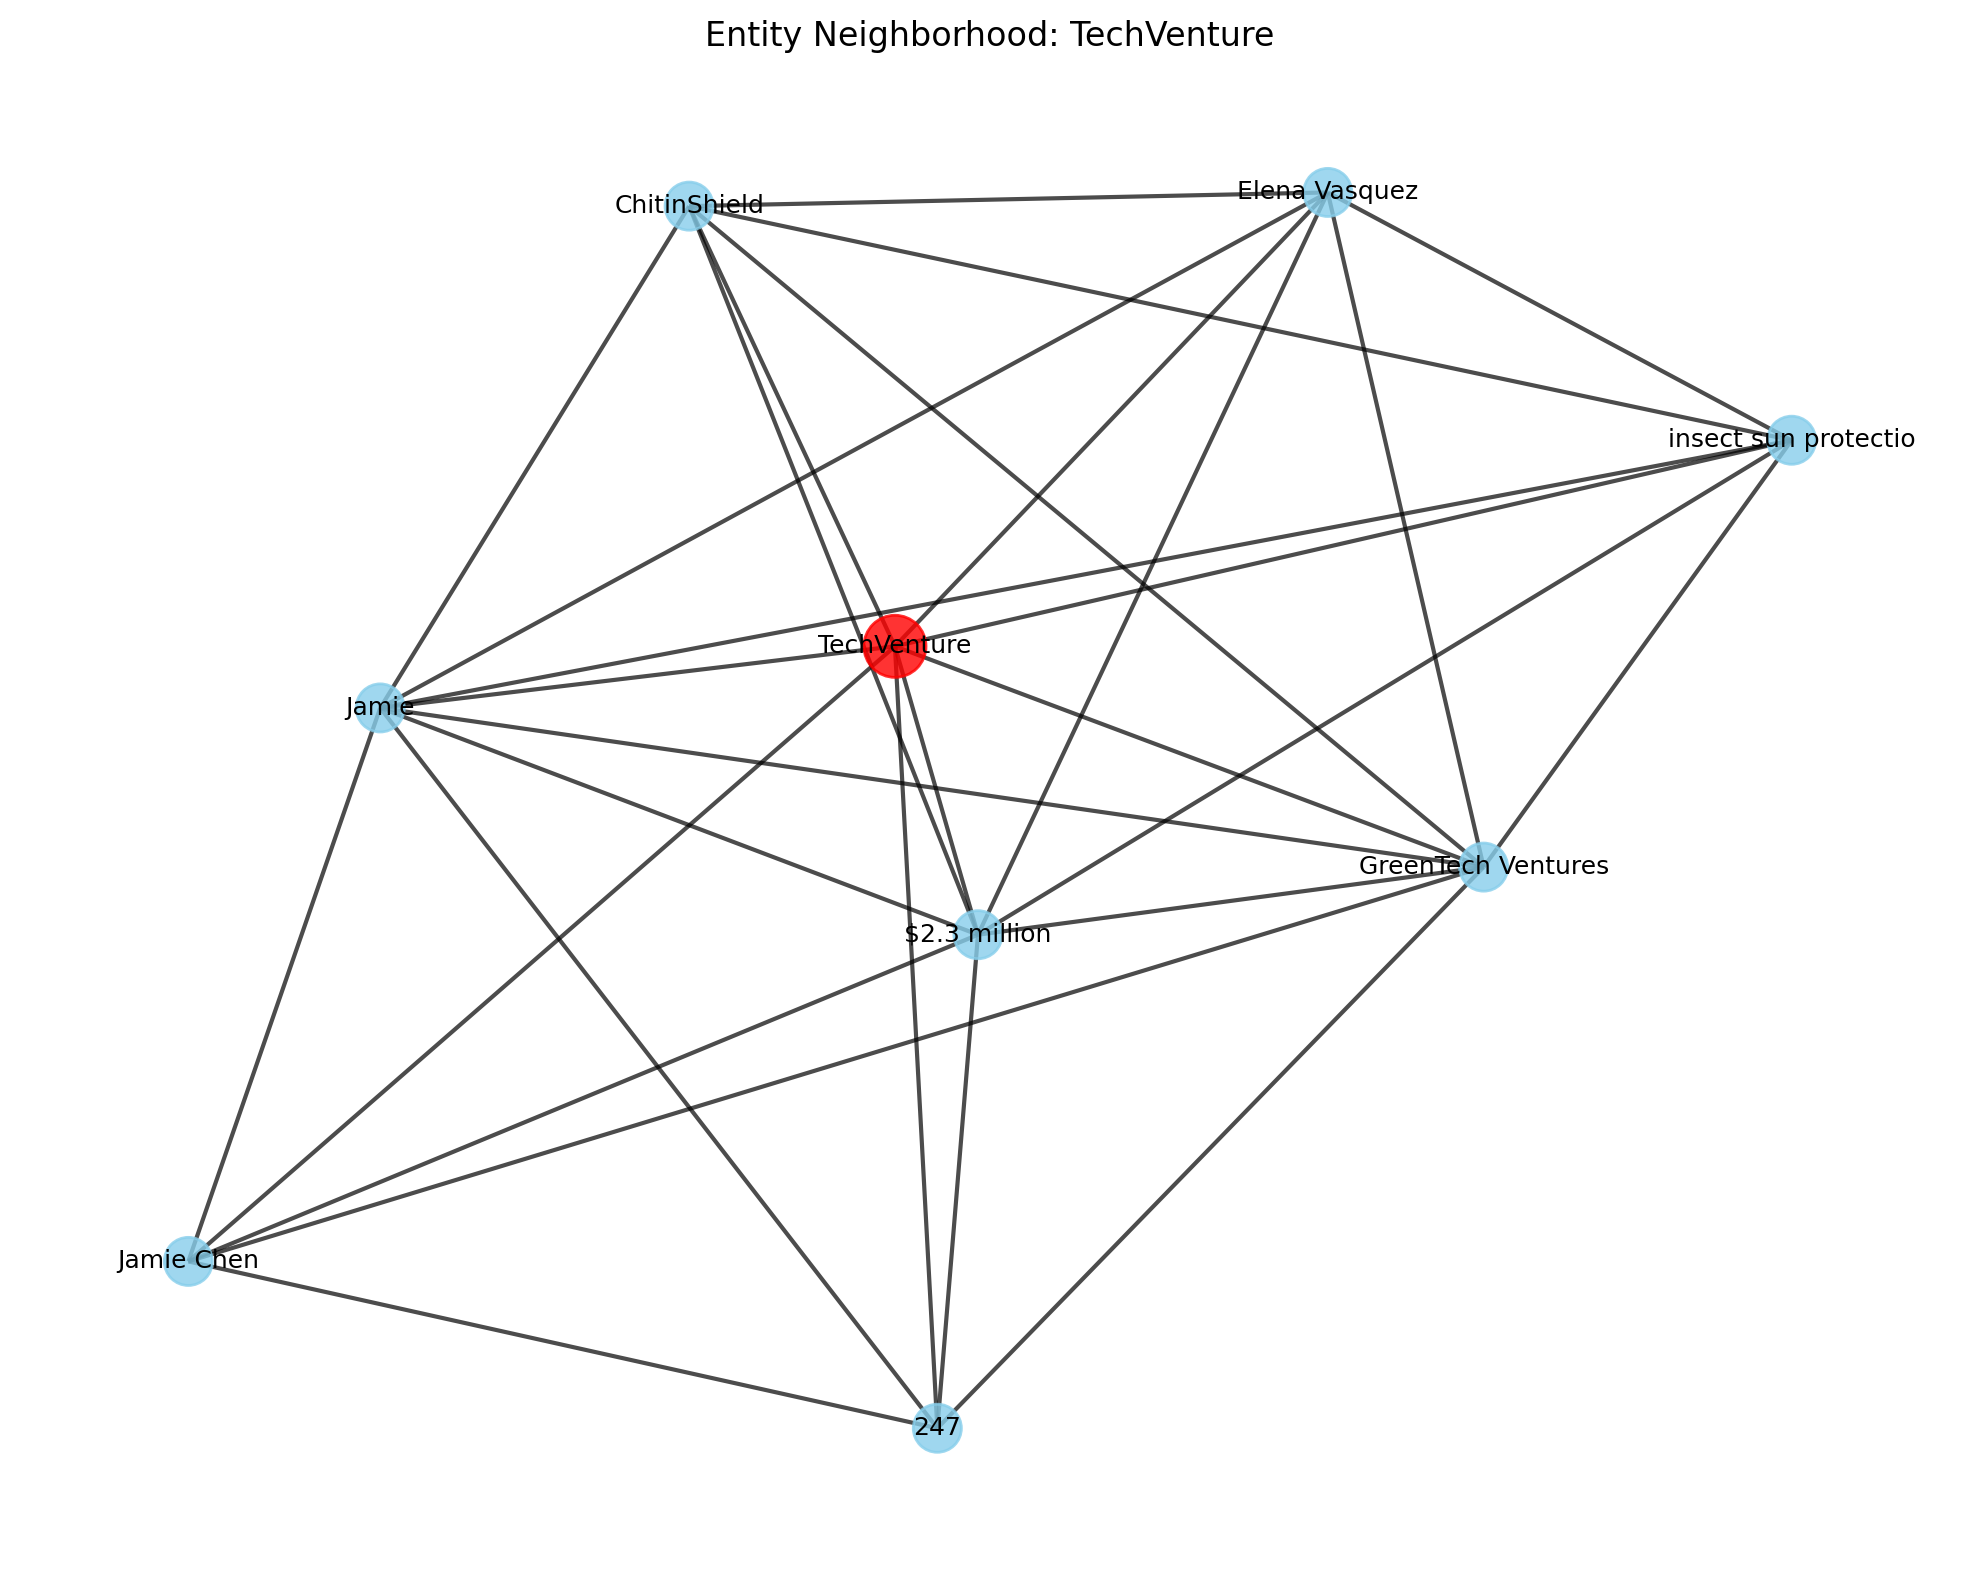 Entity Neighborhood: TechVenture
ChitinShield
Elena Vasquez
insect sun protectio
TechVenture
Jamie
GreenTech Ventures
$2.3 million
Jamie Chen
247